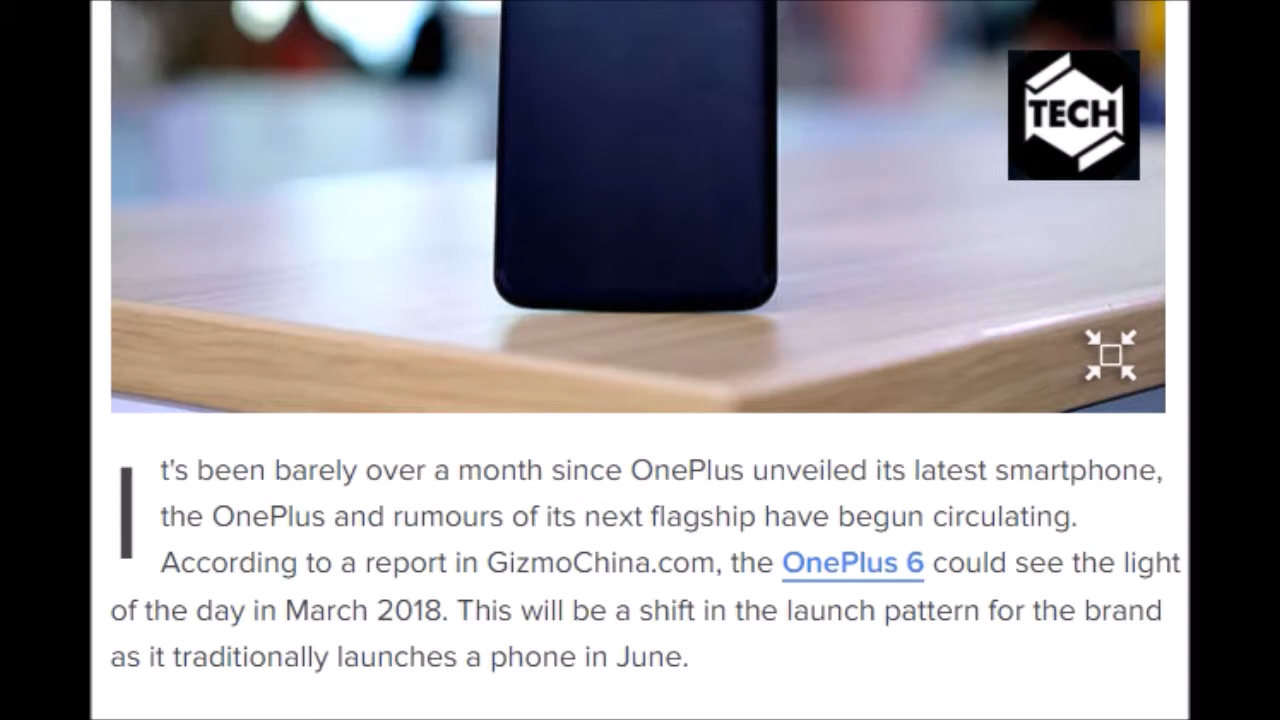 TECH
It's been barely over a month since OnePlus unveiled its latest smartphone,
the OnePlus and rumours of its next flagship have begun circulating.
According to a report in GizmoChina.com, the OnePlus 6 could see the light
of the day in March 2018. This will be a shift in the launch pattern for the brand
as it traditionally launches a phone in June.